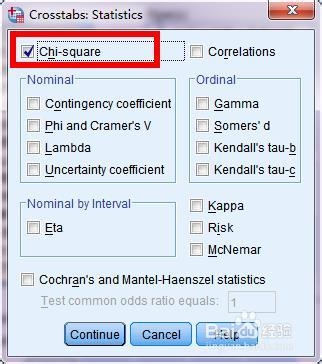 Crosstabs: Statistics
Chi-square
Correlations
Nominal
Contingency coefficient
Phi and Cramer's V
Lambda
Uncertainty coefficient
Ordinal
Gamma
Somers' d
Kendall's tau-b
Kendall's tau-c
Nominal by Interval
Eta
Kappa
Risk
McNemar
Cochran's and Mantel-Haenszel statistics
Test common odds ratio equals: 1
Continue
Cancel
Help